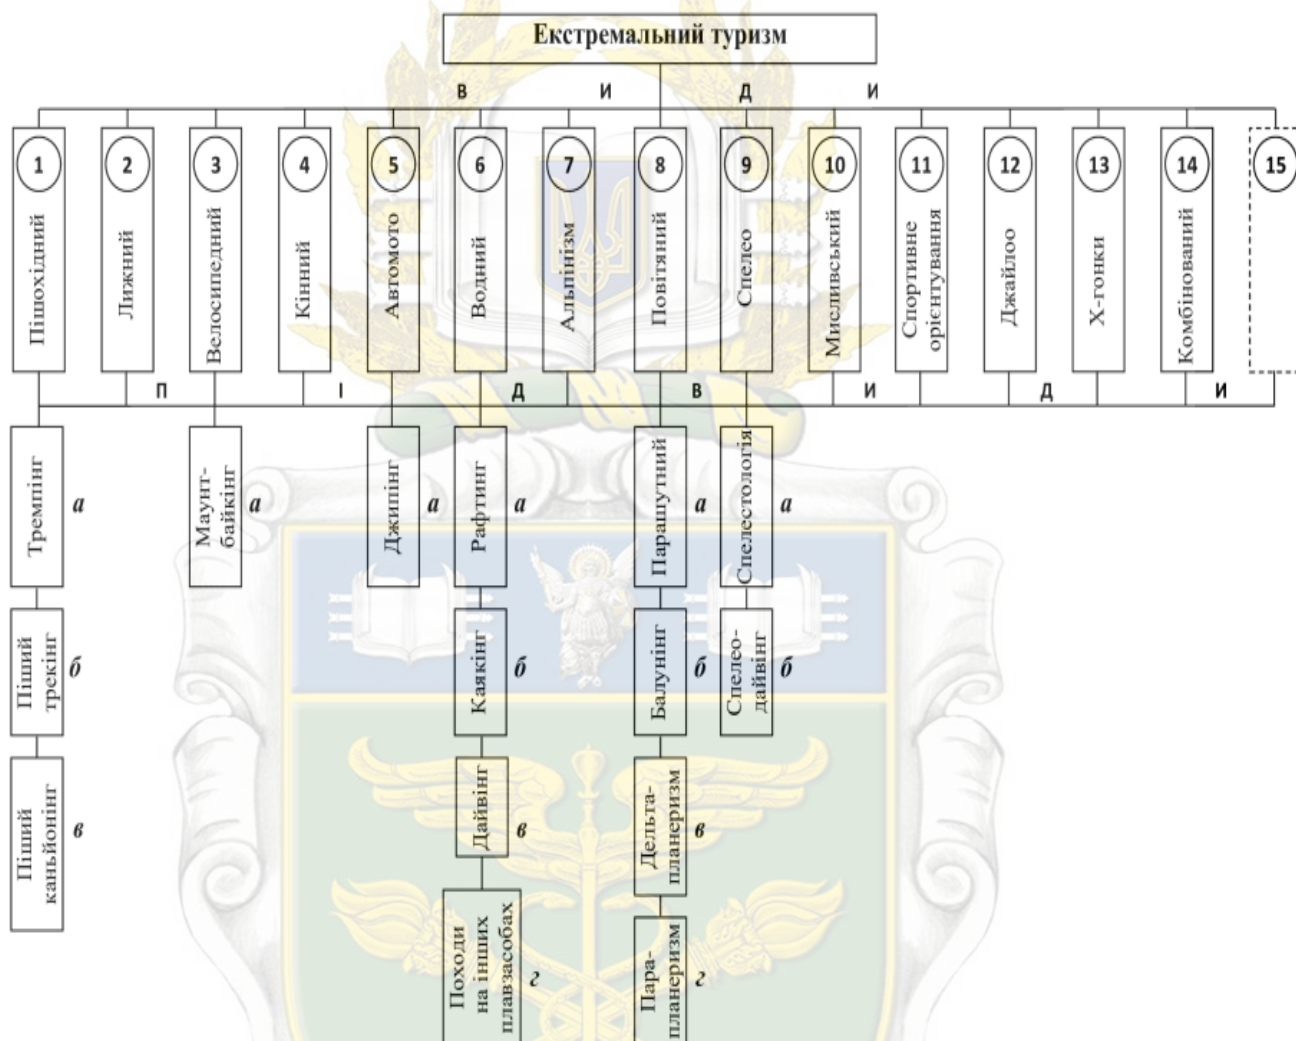 Екстремальний туризм
В И Д И
1
2
3
4
5
6
7
8
9
10
11
12
13
14
15
Пішохідний
Лижний
Велосипедний
Кінний
Автомото
Водний
Альпінізм
Повітяний
Спелео
Мисливський
Спортивне
орієнтування
Джайлоо
Х-гонки
Комбінований
П І Д В И Д И
Тремпінг
а
Маунт-
байкінг
а
Джипінг
а
Рафтинг
а
Парашутний
а
Спелестологія
а
Піший
трекінг
б
Каякінг
б
Балунінг
б
Спелео-
дайвінг
б
Піший
каньйонінг
в
Дайвінг
в
Дельта-
планеризм
в
Походи
на інших
плавзасобах
г
Пара-
планеризм
г